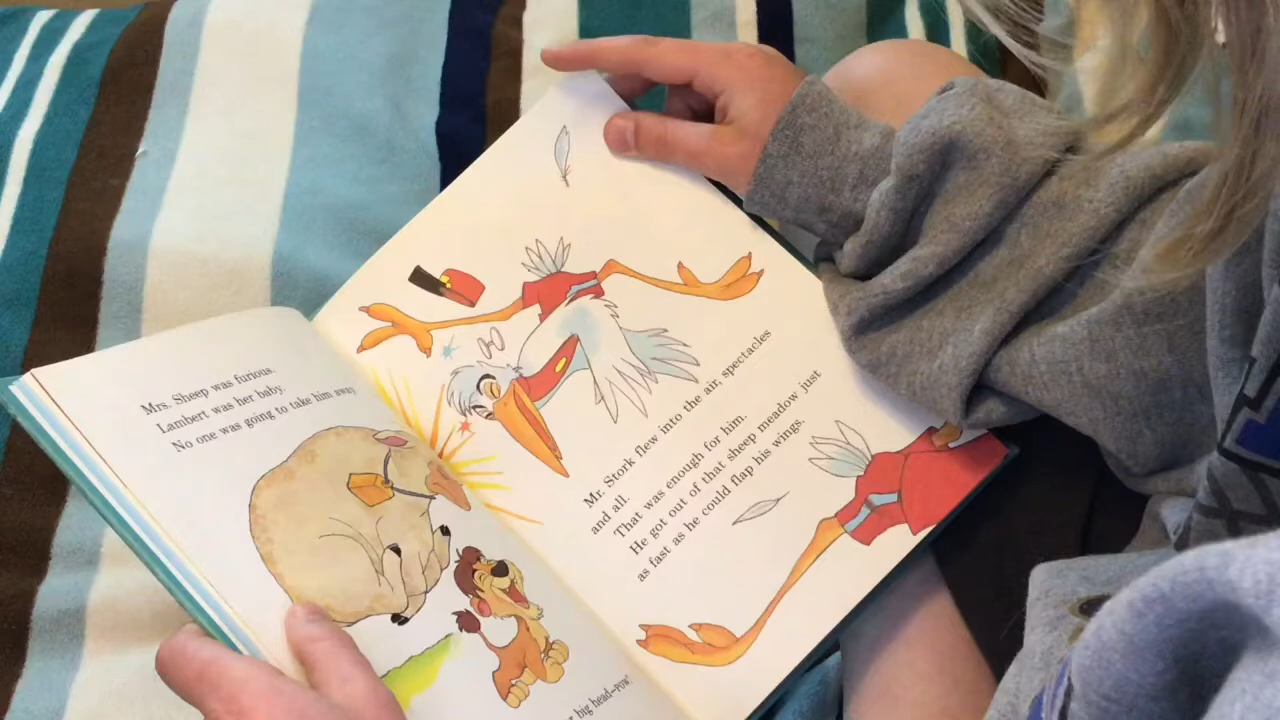 Mrs. Sheep was furious.
Lambert was her baby.
No one was going to take him away
big head—POW!
Mr. Stork flew into the air, spectacles
and all.
That was enough for him.
He got out of that sheep meadow just
as fast as he could flap his wings.